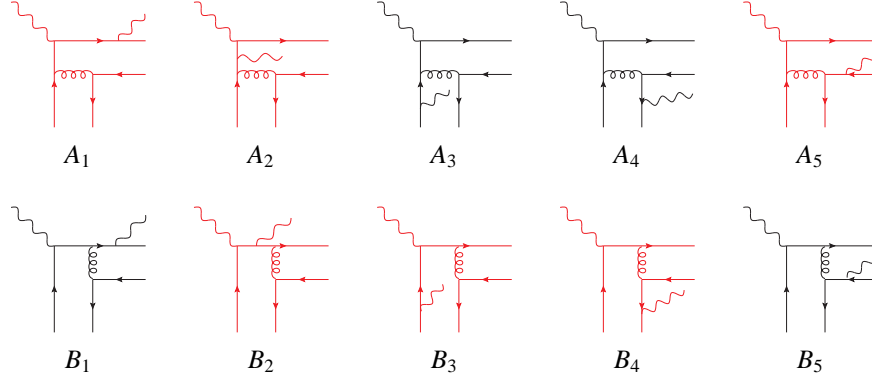 A₁ A₂ A₃ A₄ A₅
B₁ B₂ B₃ B₄ B₅